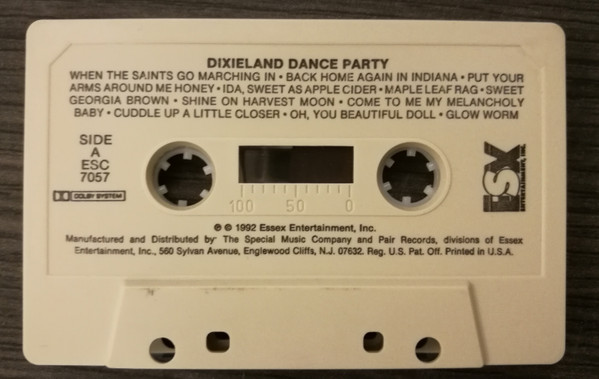 DIXIELAND DANCE PARTY
WHEN THE SAINTS GO MARCHING IN • BACK HOME AGAIN IN INDIANA • PUT YOUR
ARMS AROUND ME HONEY • IDA, SWEET AS APPLE CIDER • MAPLE LEAF RAG • SWEET
GEORGIA BROWN • SHINE ON HARVEST MOON • COME TO ME MY MELANCHOLY
BABY • CUDDLE UP A LITTLE CLOSER • OH, YOU BEAUTIFUL DOLL • GLOW WORM
SIDE
A
ESC
7057
DOLBY SYSTEM
100 50 0
ESX
ENTERTAINMENT, INC.
℗ © 1992 Essex Entertainment, Inc.
Manufactured and Distributed by The Special Music Company and Pair Records, divisions of Essex
Entertainment, Inc., 560 Sylvan Avenue, Englewood Cliffs, N.J. 07632. Reg. U.S. Pat. Off. Printed in U.S.A.